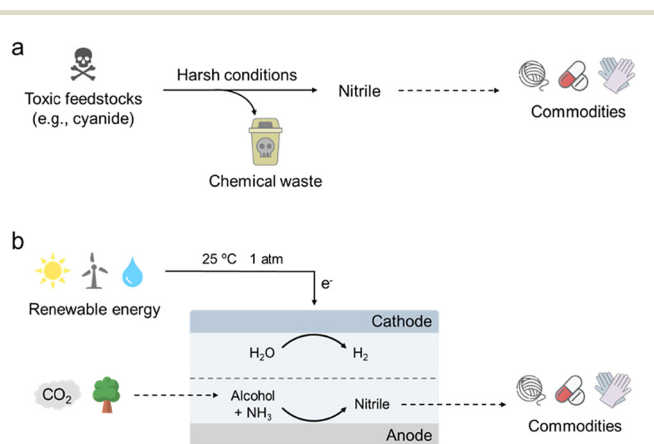 a
Toxic feedstocks
(e.g., cyanide)
Harsh conditions
Chemical waste
Nitrile
Commodities
b
Renewable energy
25 ºC 1 atm
e⁻
Cathode
H₂O
H₂
CO₂
Alcohol
+ NH₃
Nitrile
Anode
Commodities